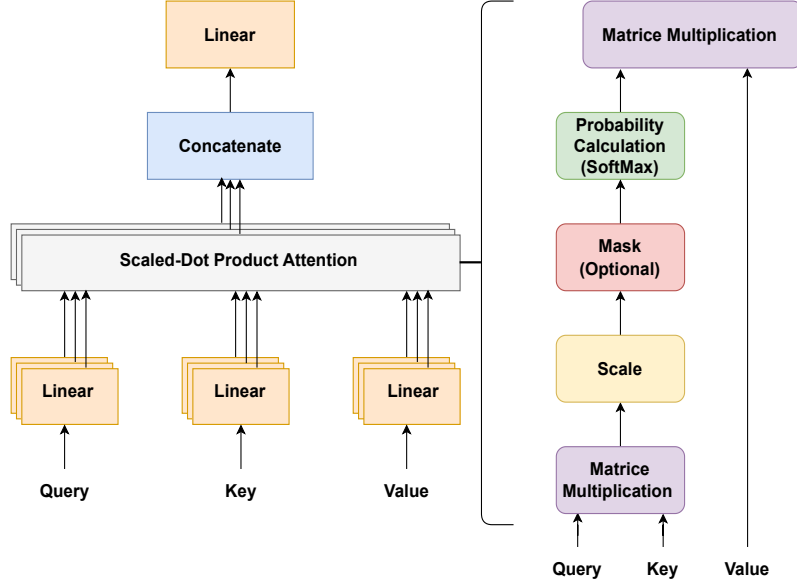 Linear
Concatenate
Scaled-Dot Product Attention
Linear
Linear
Linear
Query
Key
Value
Matrice Multiplication
Probability
Calculation
(SoftMax)
Mask
(Optional)
Scale
Matrice
Multiplication
Query
Key
Value